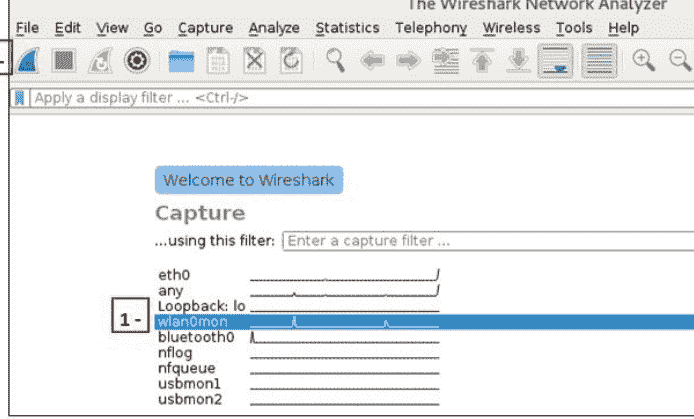 The Wireshark Network Analyzer
File Edit View Go Capture Analyze Statistics Telephony Wireless Tools Help
Apply a display filter ... <Ctrl-/>
Welcome to Wireshark
Capture
...using this filter: Enter a capture filter ...
eth0
any
Loopback: lo
1 - wlan0mon
bluetooth0
nflog
nfqueue
usbmon1
usbmon2